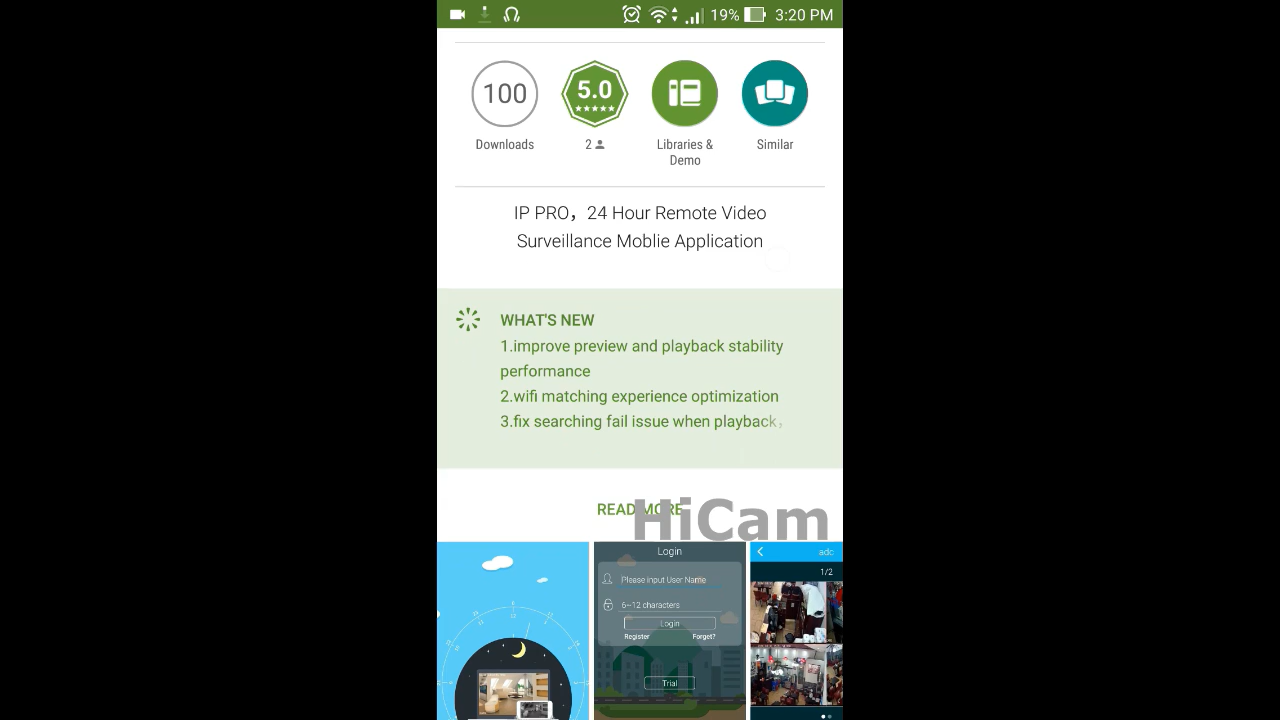 19% 3:20 PM
100 5.0
Downloads 2 Libraries & Demo Similar
IP PRO，24 Hour Remote Video
Surveillance Moblie Application
WHAT'S NEW
1.improve preview and playback stability
performance
2.wifi matching experience optimization
3.fix searching fail issue when playback，
READ MORE
HiCam
Login
adc
1/2
Please input User Name
6~12 characters
Login
Register Forget?
Trial